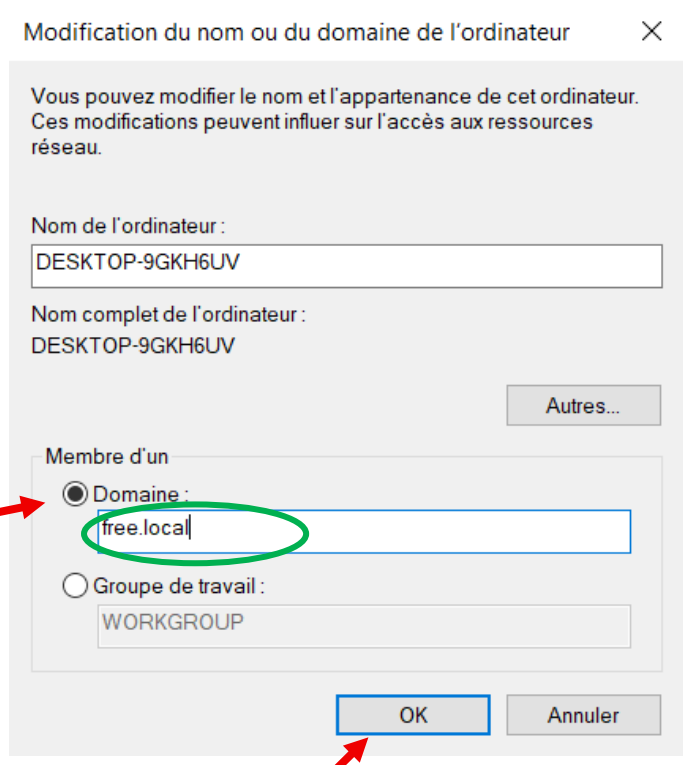 Modification du nom ou du domaine de l'ordinateur
Vous pouvez modifier le nom et l'appartenance de cet ordinateur.
Ces modifications peuvent influer sur l'accès aux ressources
réseau.
Nom de l'ordinateur :
DESKTOP-9GKH6UV
Nom complet de l'ordinateur :
DESKTOP-9GKH6UV
Autres...
Membre d'un
Domaine :
free.local
Groupe de travail :
WORKGROUP
OK
Annuler